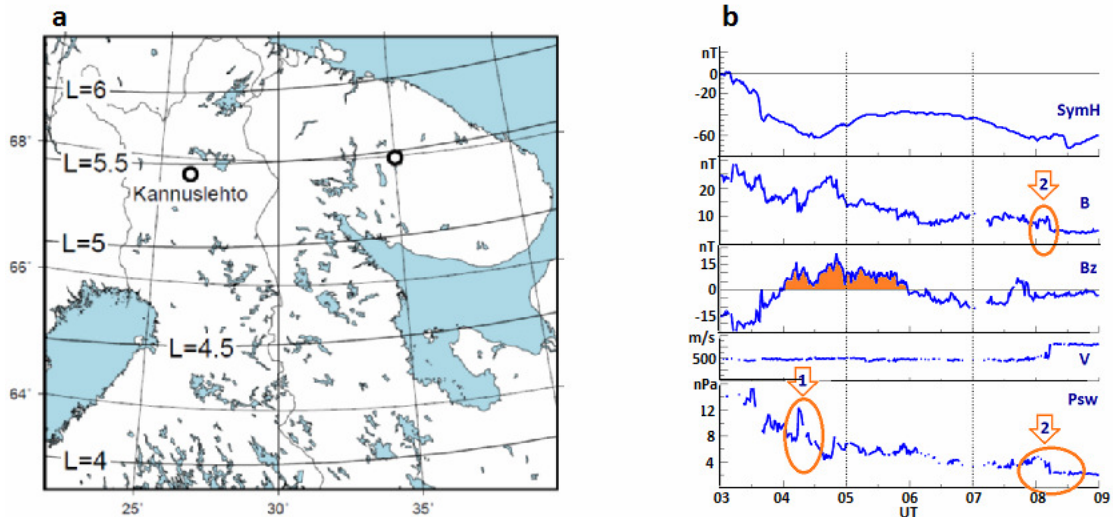 a
L=6
68°
L=5.5
Kannuslehto
L=5
66°
L=4.5
64°
L=4
25°
30°
35°
b
nT
0
-20
-60
SymH
nT
20
10
2
B
nT
15
0
-15
Bz
m/s
500
V
nPa
12
8
4
1
2
Psw
03 04 05 06 07 08 09
UT